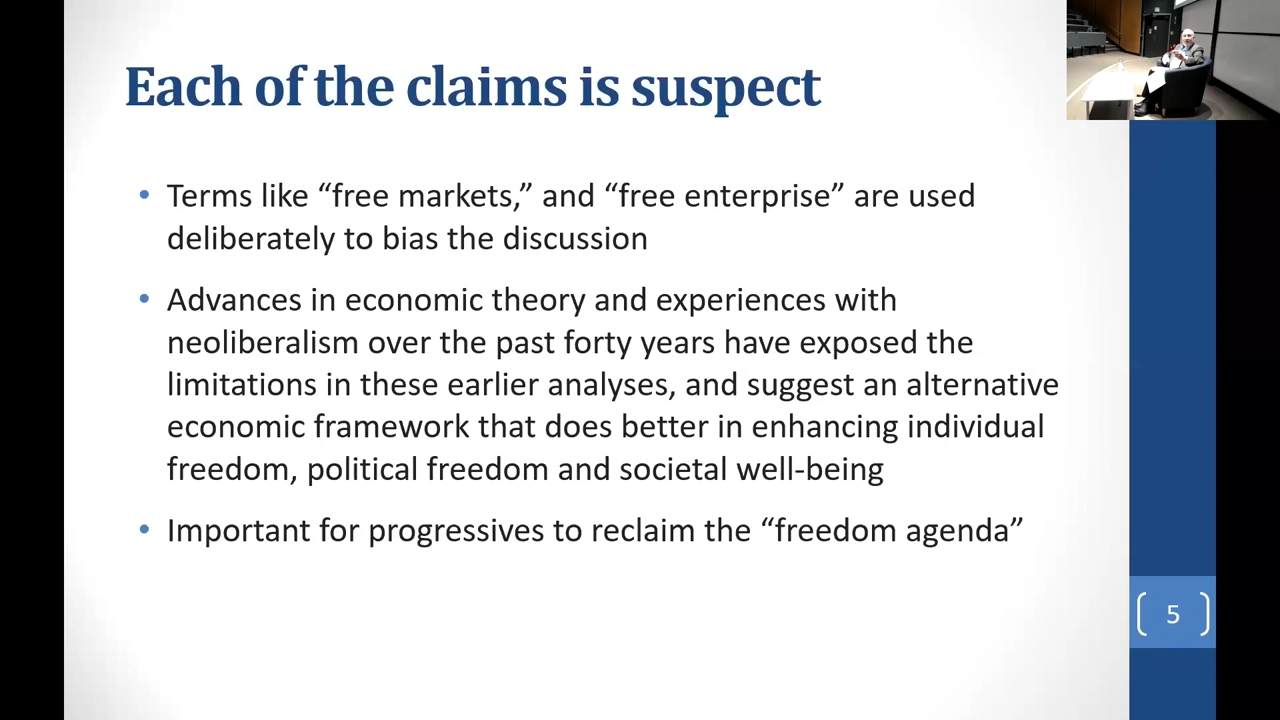 Each of the claims is suspect
• Terms like “free markets,” and “free enterprise” are used
deliberately to bias the discussion
• Advances in economic theory and experiences with
neoliberalism over the past forty years have exposed the
limitations in these earlier analyses, and suggest an alternative
economic framework that does better in enhancing individual
freedom, political freedom and societal well-being
• Important for progressives to reclaim the “freedom agenda”
5